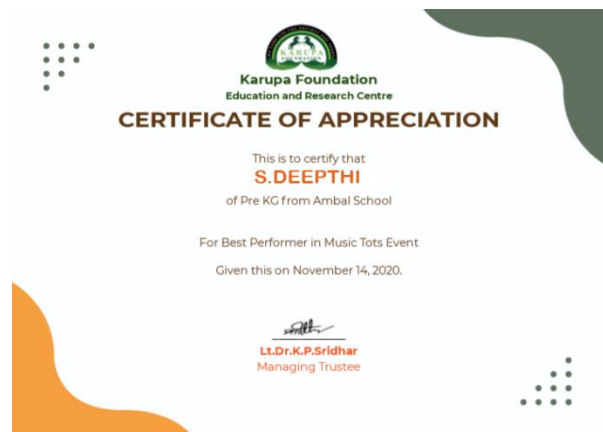 KARUPA
FOUNDATION
Karupa Foundation
Education and Research Centre
CERTIFICATE OF APPRECIATION
This is to certify that
S.DEEPTHI
of Pre KG from Ambal School
For Best Performer in Music Tots Event
Given this on November 14, 2020.
Lt.Dr.K.P.Sridhar
Managing Trustee